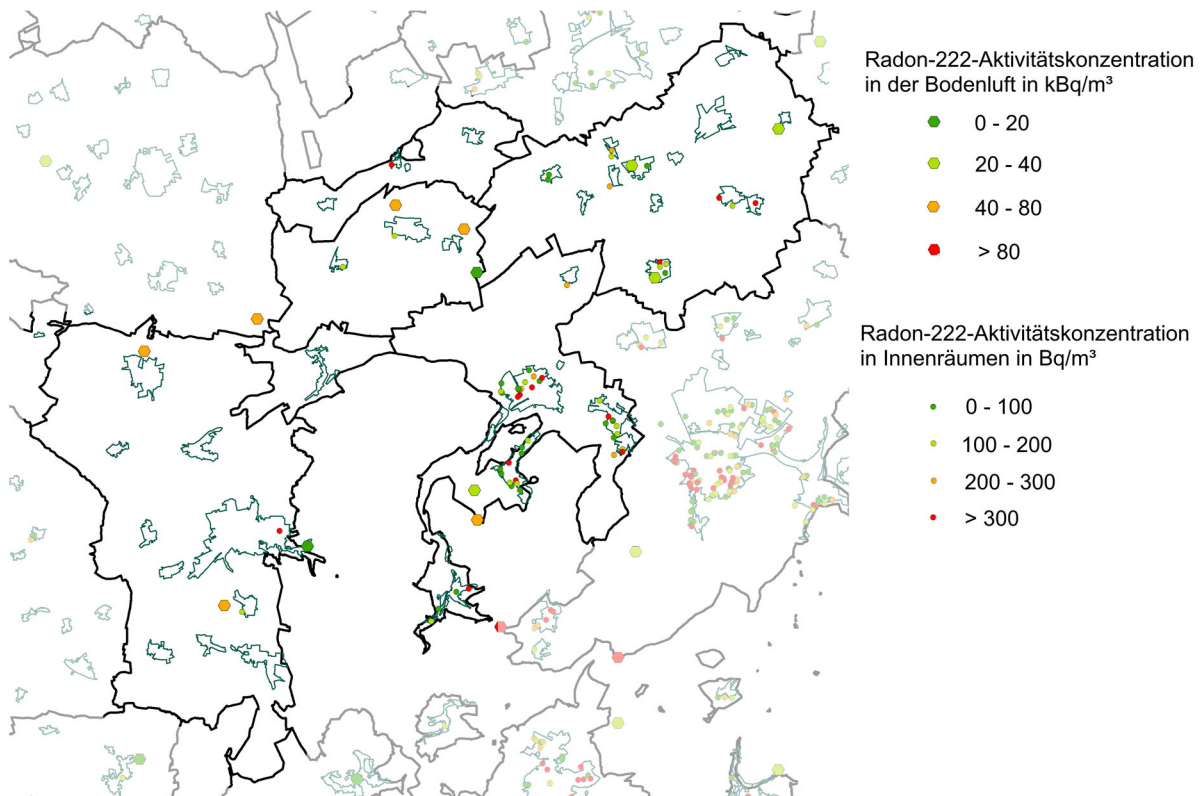 Radon-222-Aktivitätskonzentration
in der Bodenluft in kBq/m³
0 - 20
20 - 40
40 - 80
> 80
Radon-222-Aktivitätskonzentration
in Innenräumen in Bq/m³
0 - 100
100 - 200
200 - 300
> 300